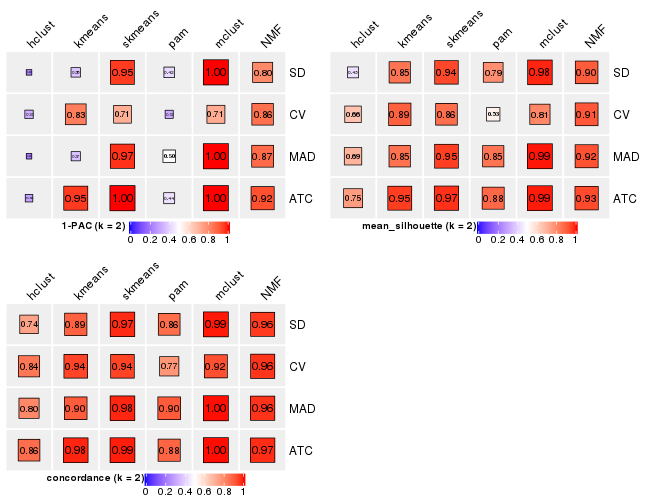 hclust kmeans skmeans pam mclust NMF
0.95 0.42 1.00 0.80 SD
0.83 0.71 0.71 0.86 CV
0.97 0.50 1.00 0.87 MAD
0.95 1.00 0.44 1.00 0.92 ATC
1-PAC (k = 2)
0 0.2 0.4 0.6 0.8 1
hclust kmeans skmeans pam mclust NMF
0.43 0.85 0.94 0.79 0.98 0.90 SD
0.66 0.89 0.86 0.53 0.81 0.91 CV
0.69 0.85 0.95 0.85 0.99 0.92 MAD
0.75 0.95 0.97 0.88 0.99 0.93 ATC
mean_silhouette (k = 2)
0 0.2 0.4 0.6 0.8 1
hclust kmeans skmeans pam mclust NMF
0.74 0.89 0.97 0.86 0.99 0.96 SD
0.84 0.94 0.94 0.77 0.92 0.96 CV
0.80 0.90 0.98 0.90 1.00 0.96 MAD
0.86 0.98 0.99 0.88 1.00 0.97 ATC
concordance (k = 2)
0 0.2 0.4 0.6 0.8 1